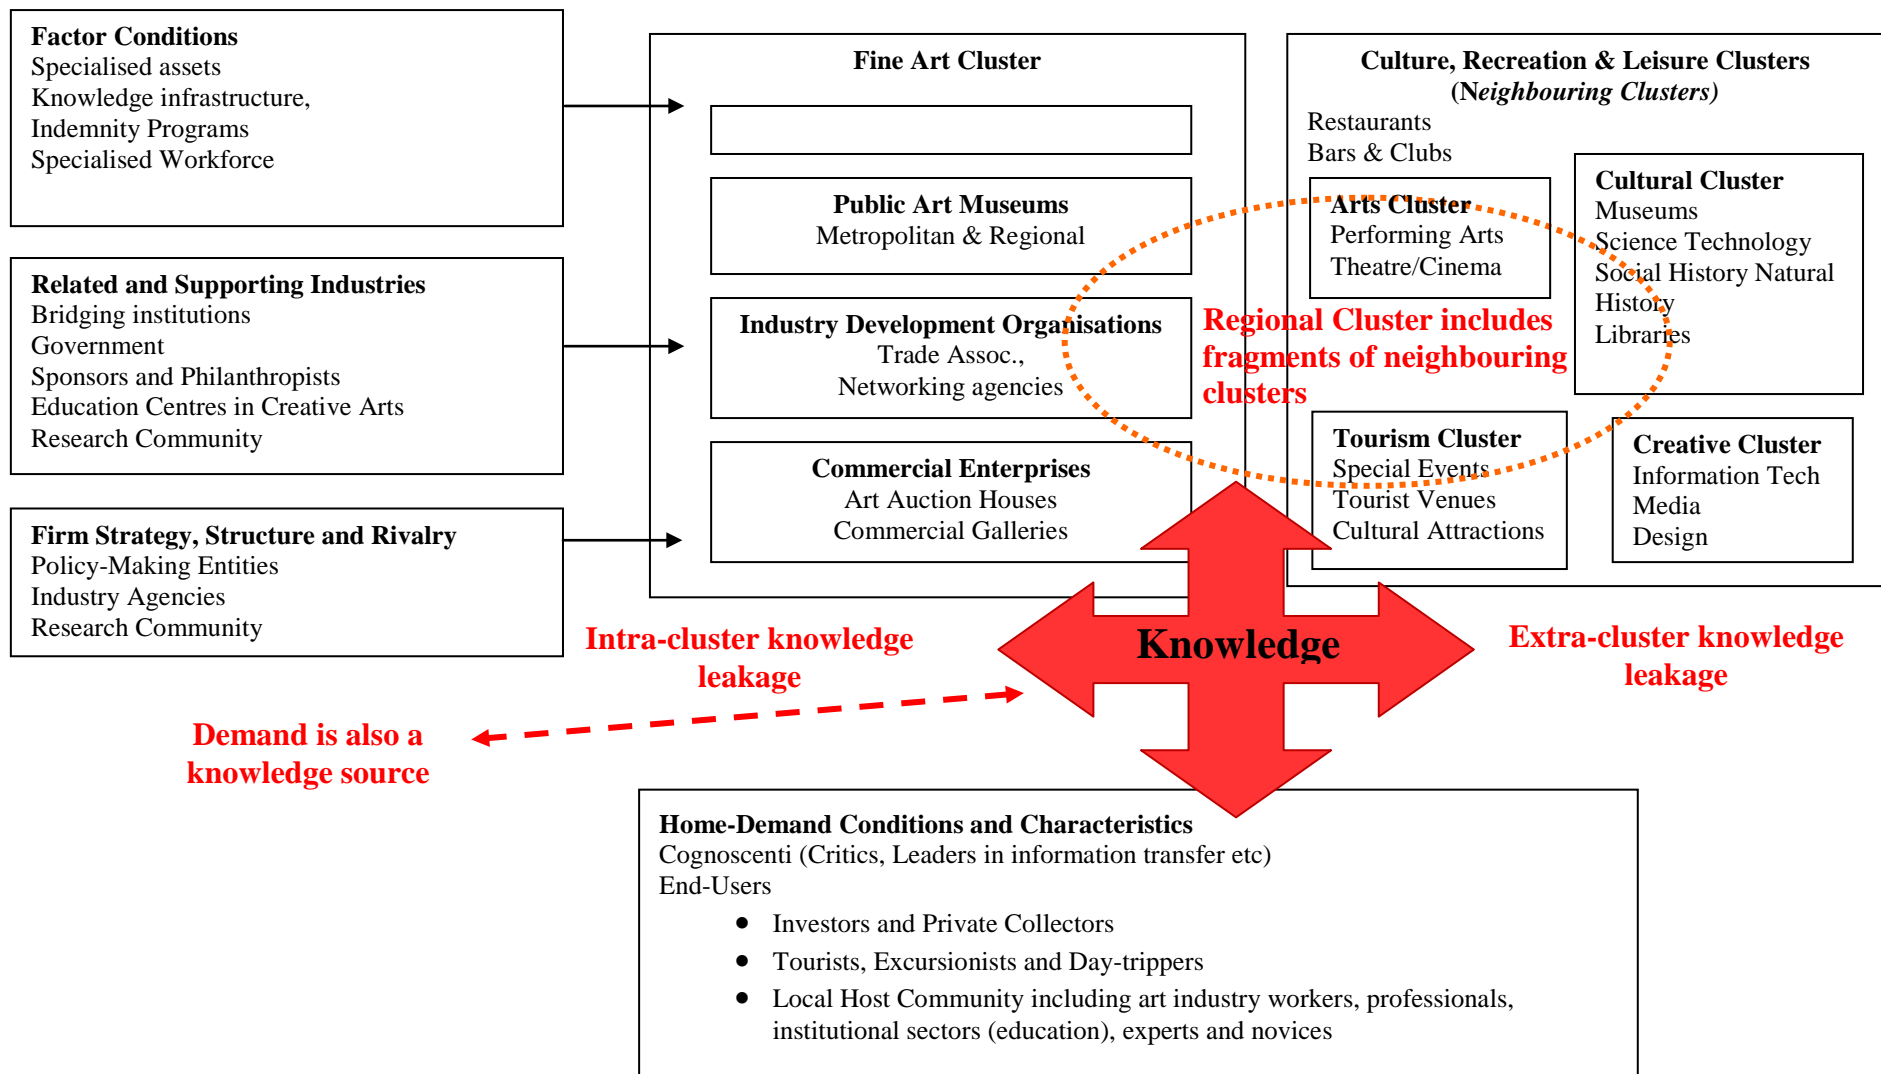 Factor Conditions
Specialised assets
Knowledge infrastructure,
Indemnity Programs
Specialised Workforce
Related and Supporting Industries
Bridging institutions
Government
Sponsors and Philanthropists
Education Centres in Creative Arts
Research Community
Firm Strategy, Structure and Rivalry
Policy-Making Entities
Industry Agencies
Research Community
Fine Art Cluster
Public Art Museums
Metropolitan & Regional
Industry Development Organisations
Trade Assoc.,
Networking agencies
Commercial Enterprises
Art Auction Houses
Commercial Galleries
Culture, Recreation & Leisure Clusters
(Neighbouring Clusters)
Restaurants
Bars & Clubs
Arts Cluster
Performing Arts
Theatre/Cinema
Cultural Cluster
Museums
Science Technology
Social History Natural
History
Libraries
Regional Cluster includes
fragments of neighbouring
clusters
Tourism Cluster
Special Events
Tourist Venues
Cultural Attractions
Creative Cluster
Information Tech
Media
Design
Intra-cluster knowledge
leakage
Knowledge
Extra-cluster knowledge
leakage
Demand is also a
knowledge source
Home-Demand Conditions and Characteristics
Cognoscenti (Critics, Leaders in information transfer etc)
End-Users
• Investors and Private Collectors
• Tourists, Excursionists and Day-trippers
• Local Host Community including art industry workers, professionals,
institutional sectors (education), experts and novices